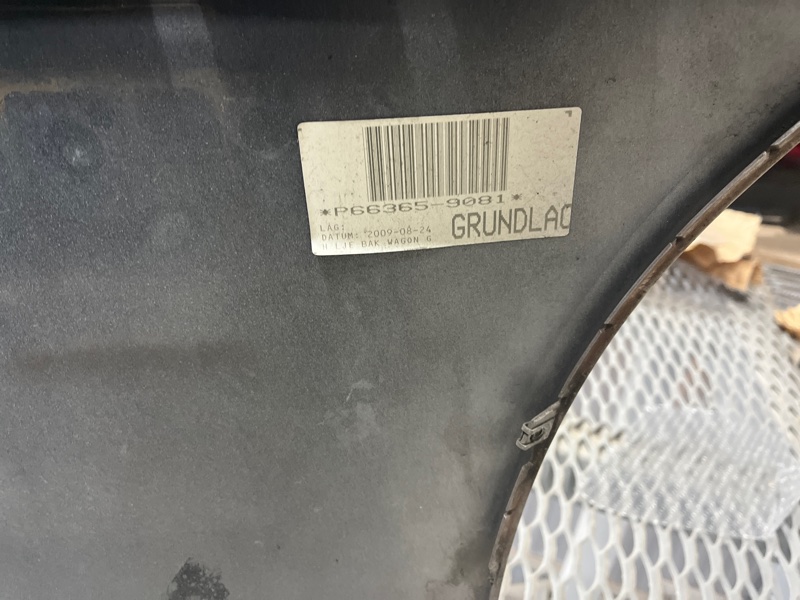 *P66365-9081*
LAG:
DATUM: 2009-08-24
H LJE BAK WAGON G
GRUNDLAC